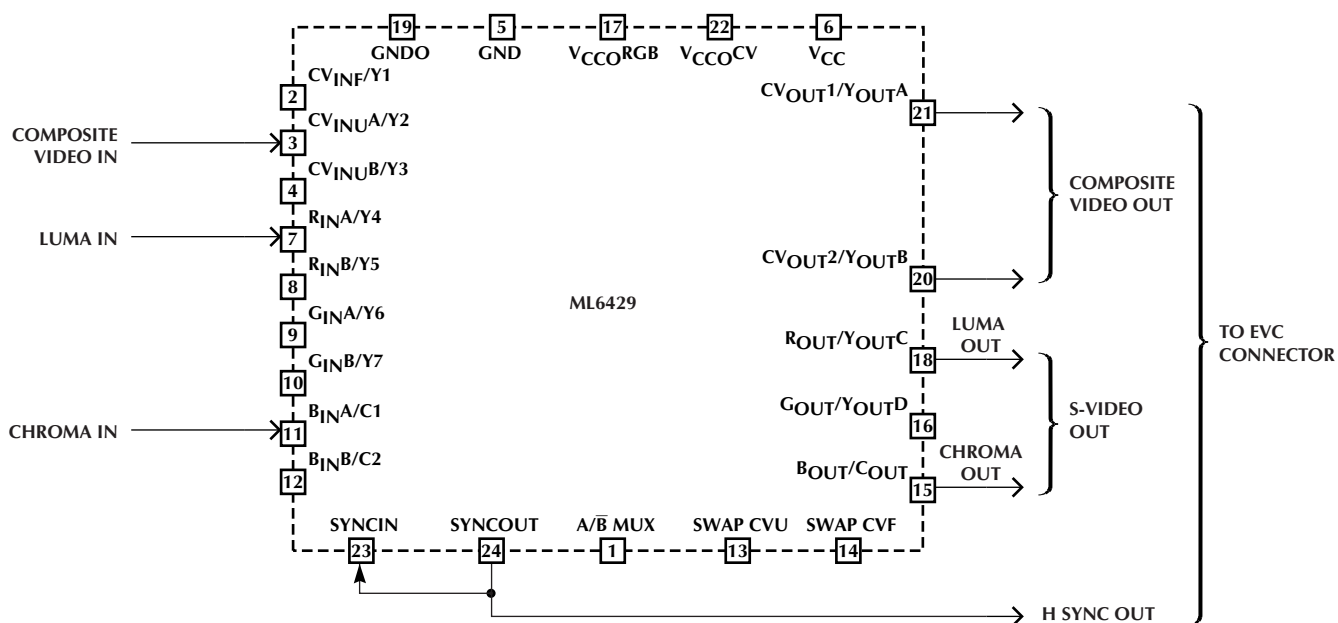 19 5 17 22 6
GNDO GND VCCORGB VCCOCV VCC
CVINF/Y1
2
CVINUA/Y2
COMPOSITE
VIDEO IN
3
CVINUB/Y3
4
RINA/Y4
LUMA IN
7
RINB/Y5
8
GINA/Y6
9
GINB/Y7
10
BINA/C1
CHROMA IN
11
BINB/C2
12
ML6429
CVOUT1/YOUTA
21
COMPOSITE
VIDEO OUT
CVOUT2/YOUTB
20
ROUT/YOUTC
18
LUMA
OUT
GOUT/YOUTD
16
S-VIDEO
OUT
BOUT/COUT
15
CHROMA
OUT
TO EVC
CONNECTOR
SYNCIN SYNCOUT A/B̅ MUX SWAP CVU SWAP CVF
23 24 1 13 14
H SYNC OUT